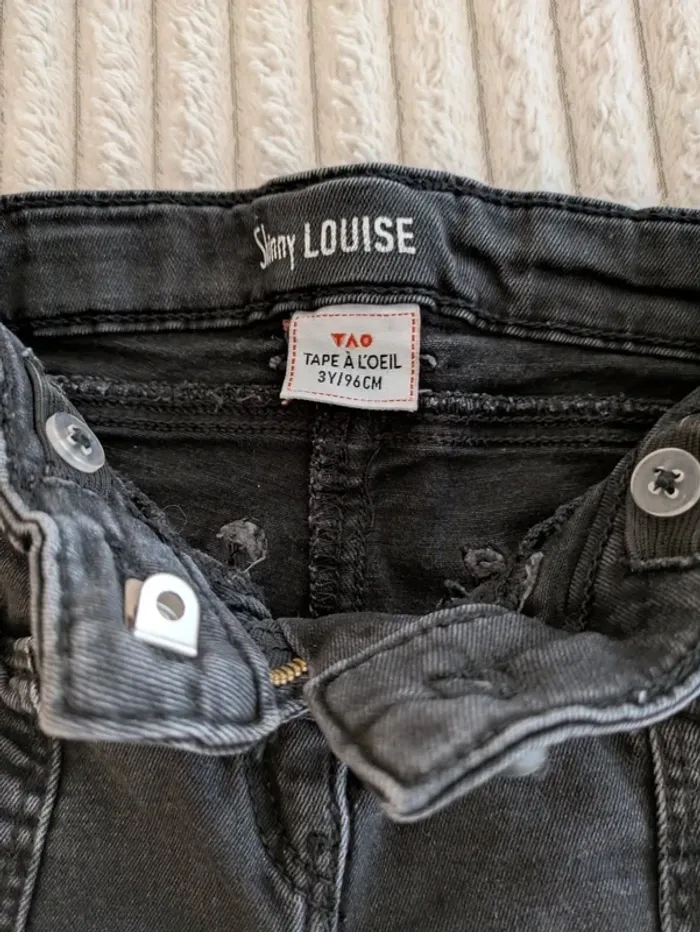 Skinny LOUISE
TAO
TAPE À L'OEIL
3Y/96CM